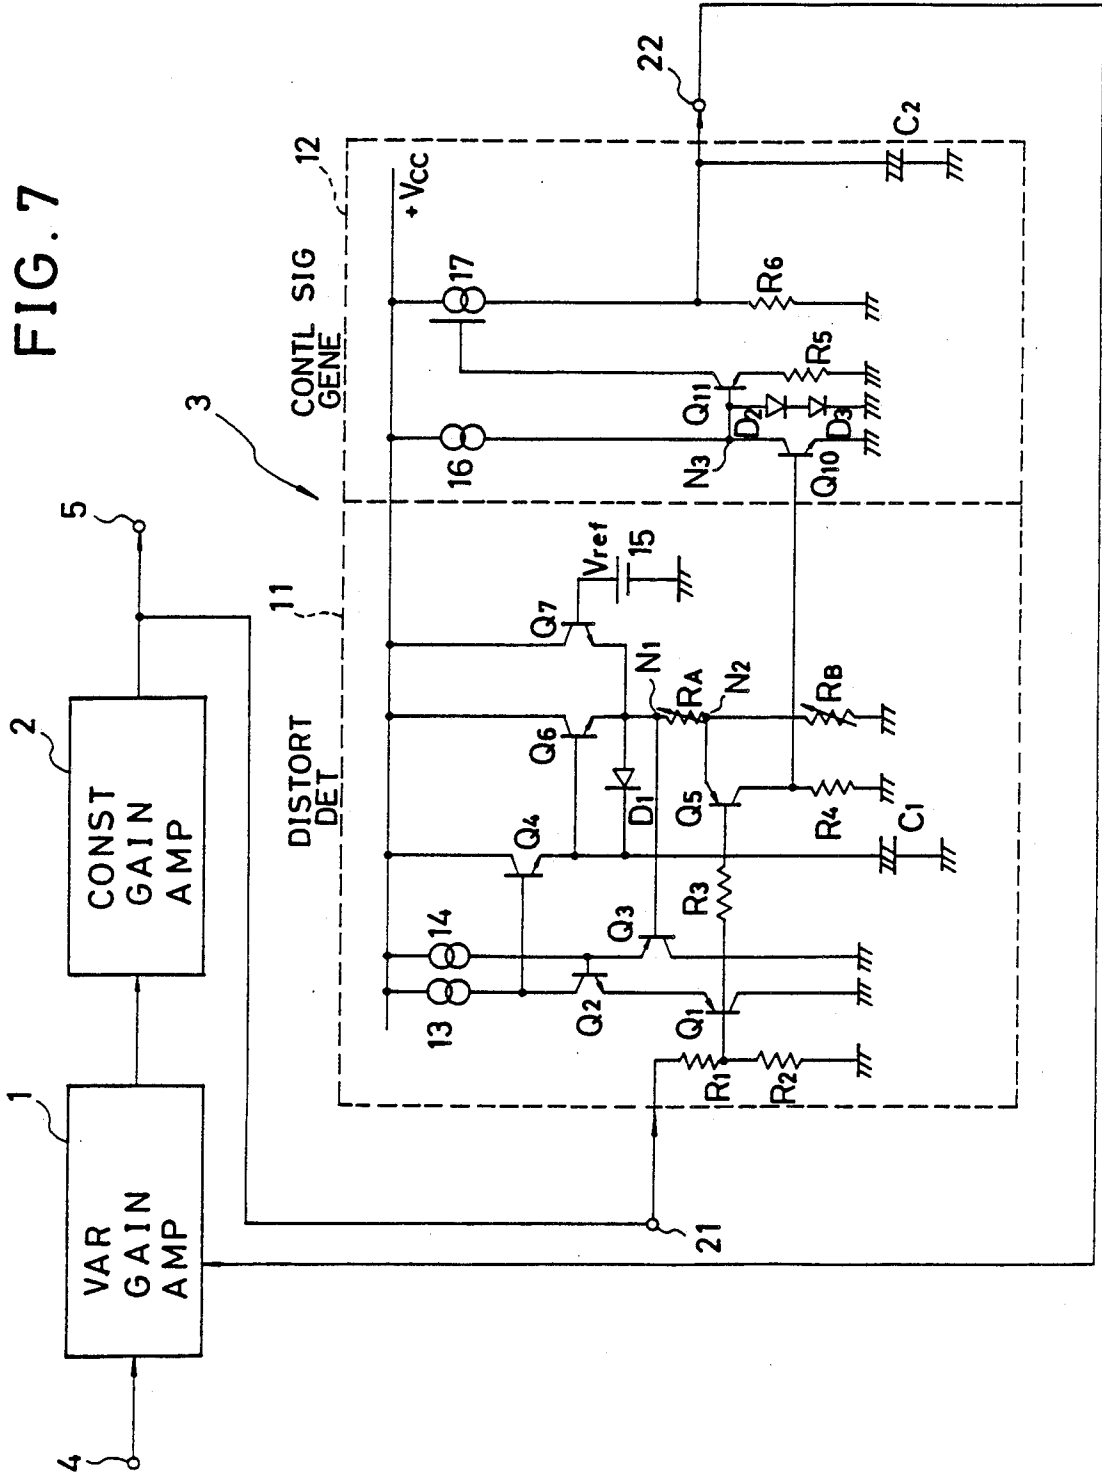 FIG. 7
1
VAR
GAIN
AMP
2
CONST
GAIN
AMP
4
5
3
11
DISTORT
DET
12
CONTL SIG
GENE
+Vcc
13
14
16
17
Q4
Q6
Q7
Vref
15
D1
N1
RA
N2
RB
Q2
Q3
Q1
R3
Q5
R4
C1
R1
R2
N3
Q11
D2
D3
Q10
R5
R6
C2
21
22